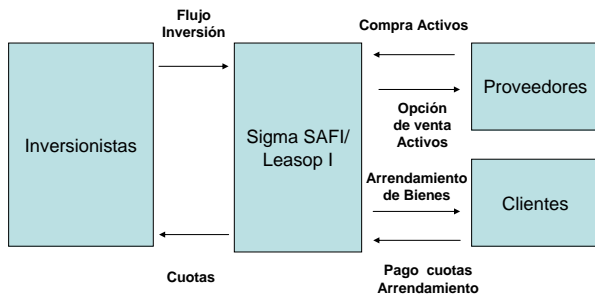 Flujo
Inversión
Compra Activos
Inversionistas
Sigma SAFI/
Leasop I
Proveedores
Opción
de venta
Activos
Arrendamiento
de Bienes
Clientes
Cuotas
Pago cuotas
Arrendamiento